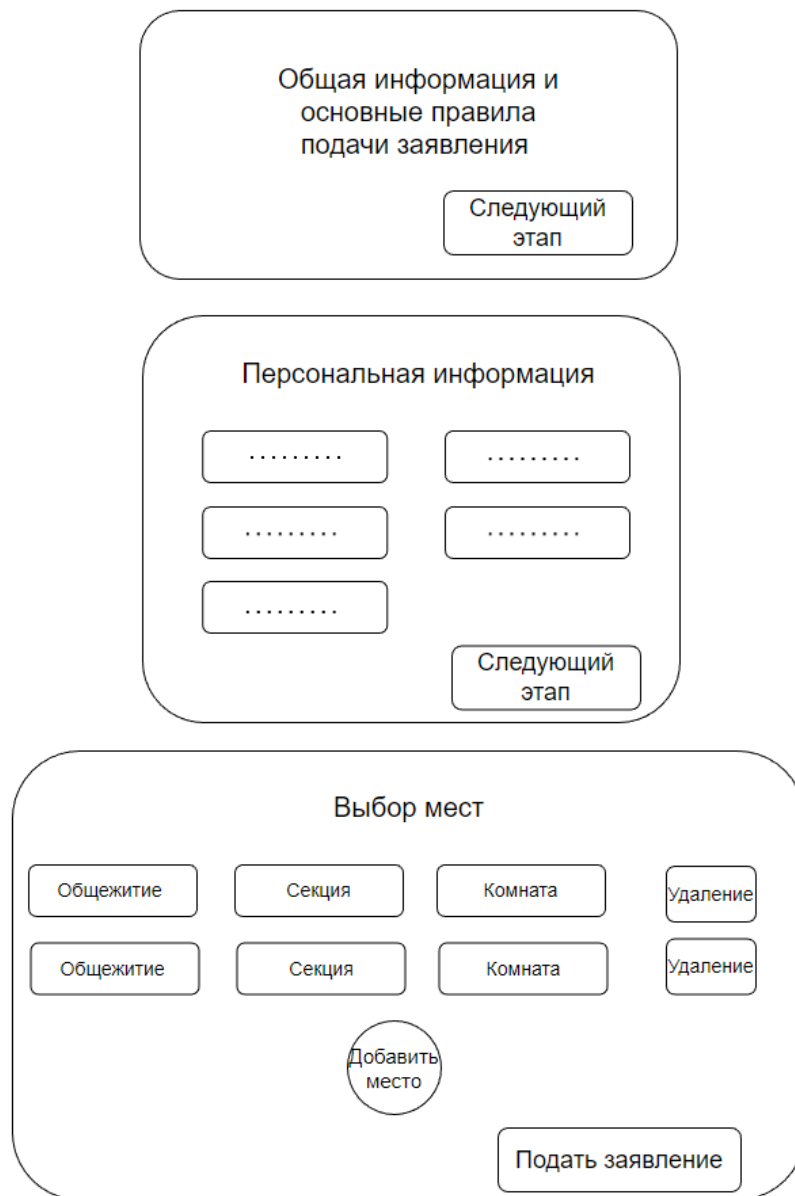 Общая информация и
основные правила
подачи заявления
Следующий
этап
Персональная информация
.........
.........
.........
.........
.........
Следующий
этап
Выбор мест
Общежитие
Секция
Комната
Удаление
Общежитие
Секция
Комната
Удаление
Добавить
место
Подать заявление